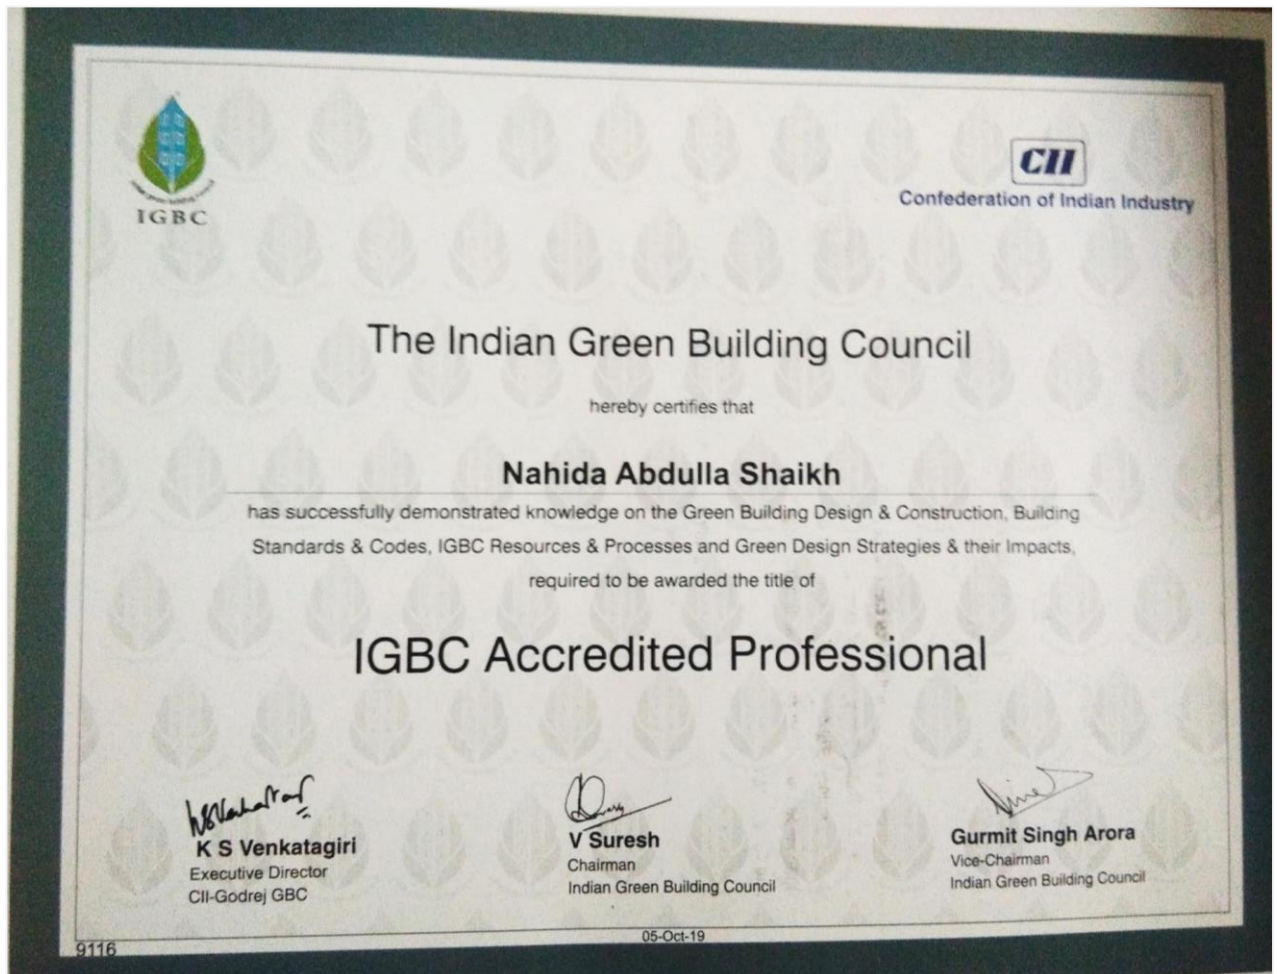 IGBC
CII
Confederation of Indian Industry
The Indian Green Building Council
hereby certifies that
Nahida Abdulla Shaikh
has successfully demonstrated knowledge on the Green Building Design & Construction, Building
Standards & Codes, IGBC Resources & Processes and Green Design Strategies & their Impacts,
required to be awarded the title of
IGBC Accredited Professional
K S Venkatagiri
Executive Director
CII-Godrej GBC
V Suresh
Chairman
Indian Green Building Council
Gurmit Singh Arora
Vice-Chairman
Indian Green Building Council
9116
05-Oct-19